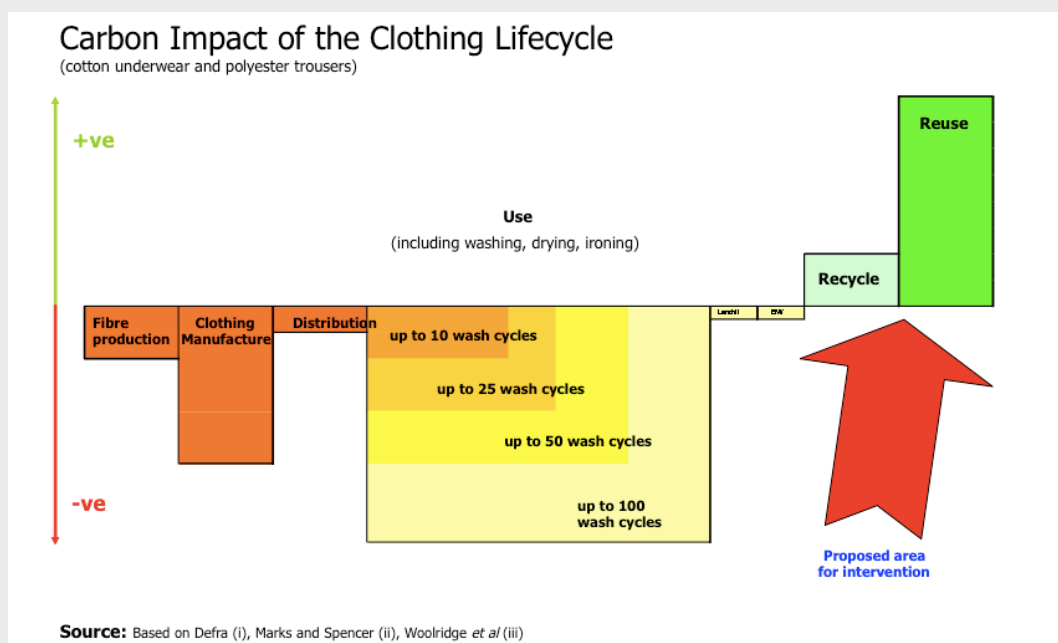 Carbon Impact of the Clothing Lifecycle
(cotton underwear and polyester trousers)
+ve
Reuse
Use
(including washing, drying, ironing)
Recycle
Fibre
production
Clothing
Manufacture
Distribution
up to 10 wash cycles
Landfill
EfW
up to 25 wash cycles
up to 50 wash cycles
-ve
up to 100
wash cycles
Proposed area
for intervention
Source: Based on Defra (i), Marks and Spencer (ii), Woolridge et al (iii)